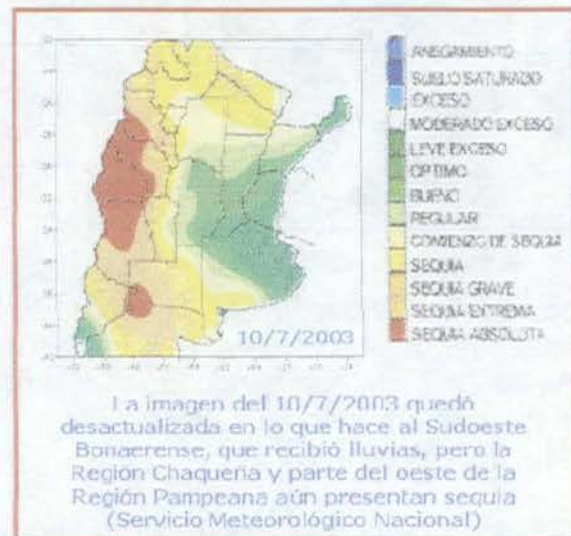 ANEGAMIENTO
SUELO SATURADO
EXCESO
MODERADO EXCESO
LEVE EXCESO
OPTIMO
BUENO
REGULAR
COMIENZO DE SEQUIA
SEQUIA
SEQUIA GRAVE
SEQUIA EXTREMA
SEQUIA ABSOLUTA
10/7/2003
La imagen del 10/7/2003 quedó
desactualizada en lo que hace al Sudoeste
Bonaerense, que recibió lluvias, pero la
Región Chaqueña y parte del oeste de la
Región Pampeana aún presentan sequia
(Servicio Meteorológico Nacional)